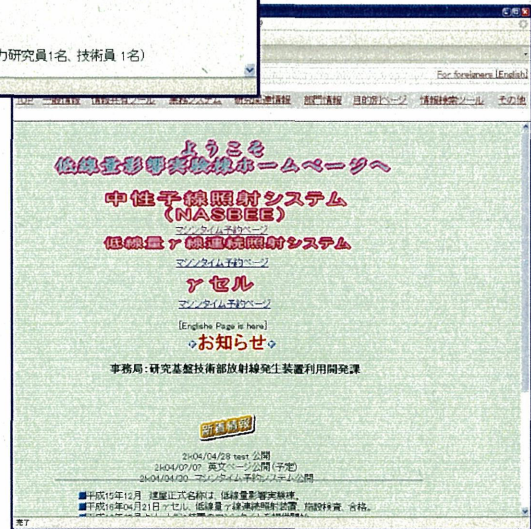 力研究員1名、技術員 1名）
For foreigners [English]
TOP 一般情報 情報共有ツール 業務システム 研究関連情報 部門情報 目的別ページ 情報検索ツール その他
ようこそ
低線量影響実験棟ホームページへ
中性子線照射システム
(NASBEE)
マシンタイム予約ページ
低線量γ線連続照射システム
マシンタイム予約ページ
γセル
マシンタイム予約ページ
[Englishe Page is here]
お知らせ
事務局：研究基盤技術部放射線発生装置利用開発課
新着情報
2k04/04/28 test 公開
2k04/07/07 英文ページ公開（予定）
2k04/04/30 マシンタイム予約システム公開
■平成15年12月 建屋正式名称は、低線量影響実験棟。
■平成16年04月21日 γセル、低線量γ線連続照射装置、施設検査、合格。
完了